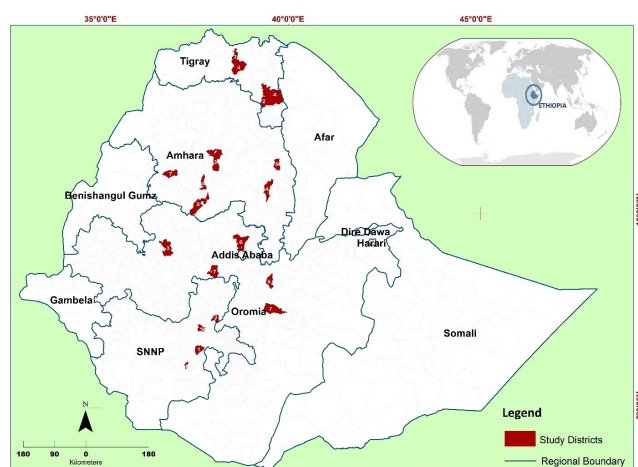 35°0'0"E 40°0'0"E 45°0'0"E
ETHIOPIA
Tigray
Afar
Amhara
Benishangul Gumz
Dire Dawa
Harari
Addis Ababa
Gambela
Oromia
Somali
SNNP
N
Legend
Study Districts
Regional Boundary
180 90 0 180
Kilometers